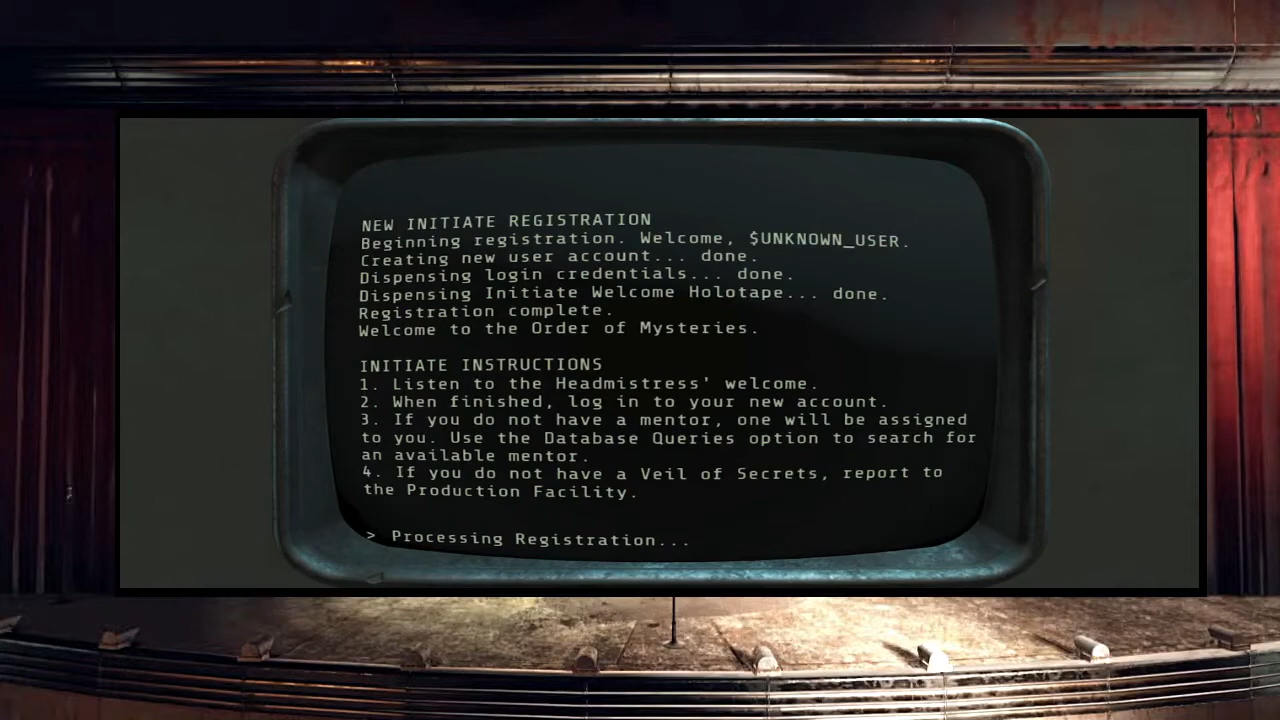 NEW INITIATE REGISTRATION
Beginning registration. Welcome, $UNKNOWN_USER.
Creating new user account... done.
Dispensing login credentials... done.
Dispensing Initiate Welcome Holotape... done.
Registration complete.
Welcome to the Order of Mysteries.
INITIATE INSTRUCTIONS
1. Listen to the Headmistress' welcome.
2. When finished, log in to your new account.
3. If you do not have a mentor, one will be assigned
to you. Use the Database Queries option to search for
an available mentor.
4. If you do not have a Veil of Secrets, report to
the Production Facility.
> Processing Registration...